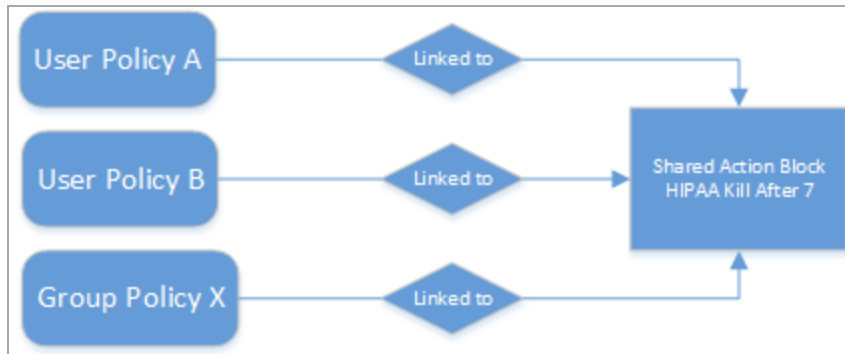 User Policy A
Linked to
User Policy B
Linked to
Shared Action Block
HIPAA Kill After 7
Group Policy X
Linked to